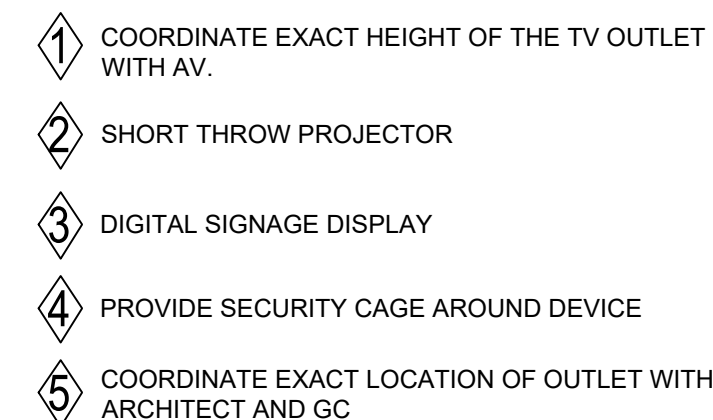 1 COORDINATE EXACT HEIGHT OF THE TV OUTLET
WITH AV.
2 SHORT THROW PROJECTOR
3 DIGITAL SIGNAGE DISPLAY
4 PROVIDE SECURITY CAGE AROUND DEVICE
5 COORDINATE EXACT LOCATION OF OUTLET WITH
ARCHITECT AND GC